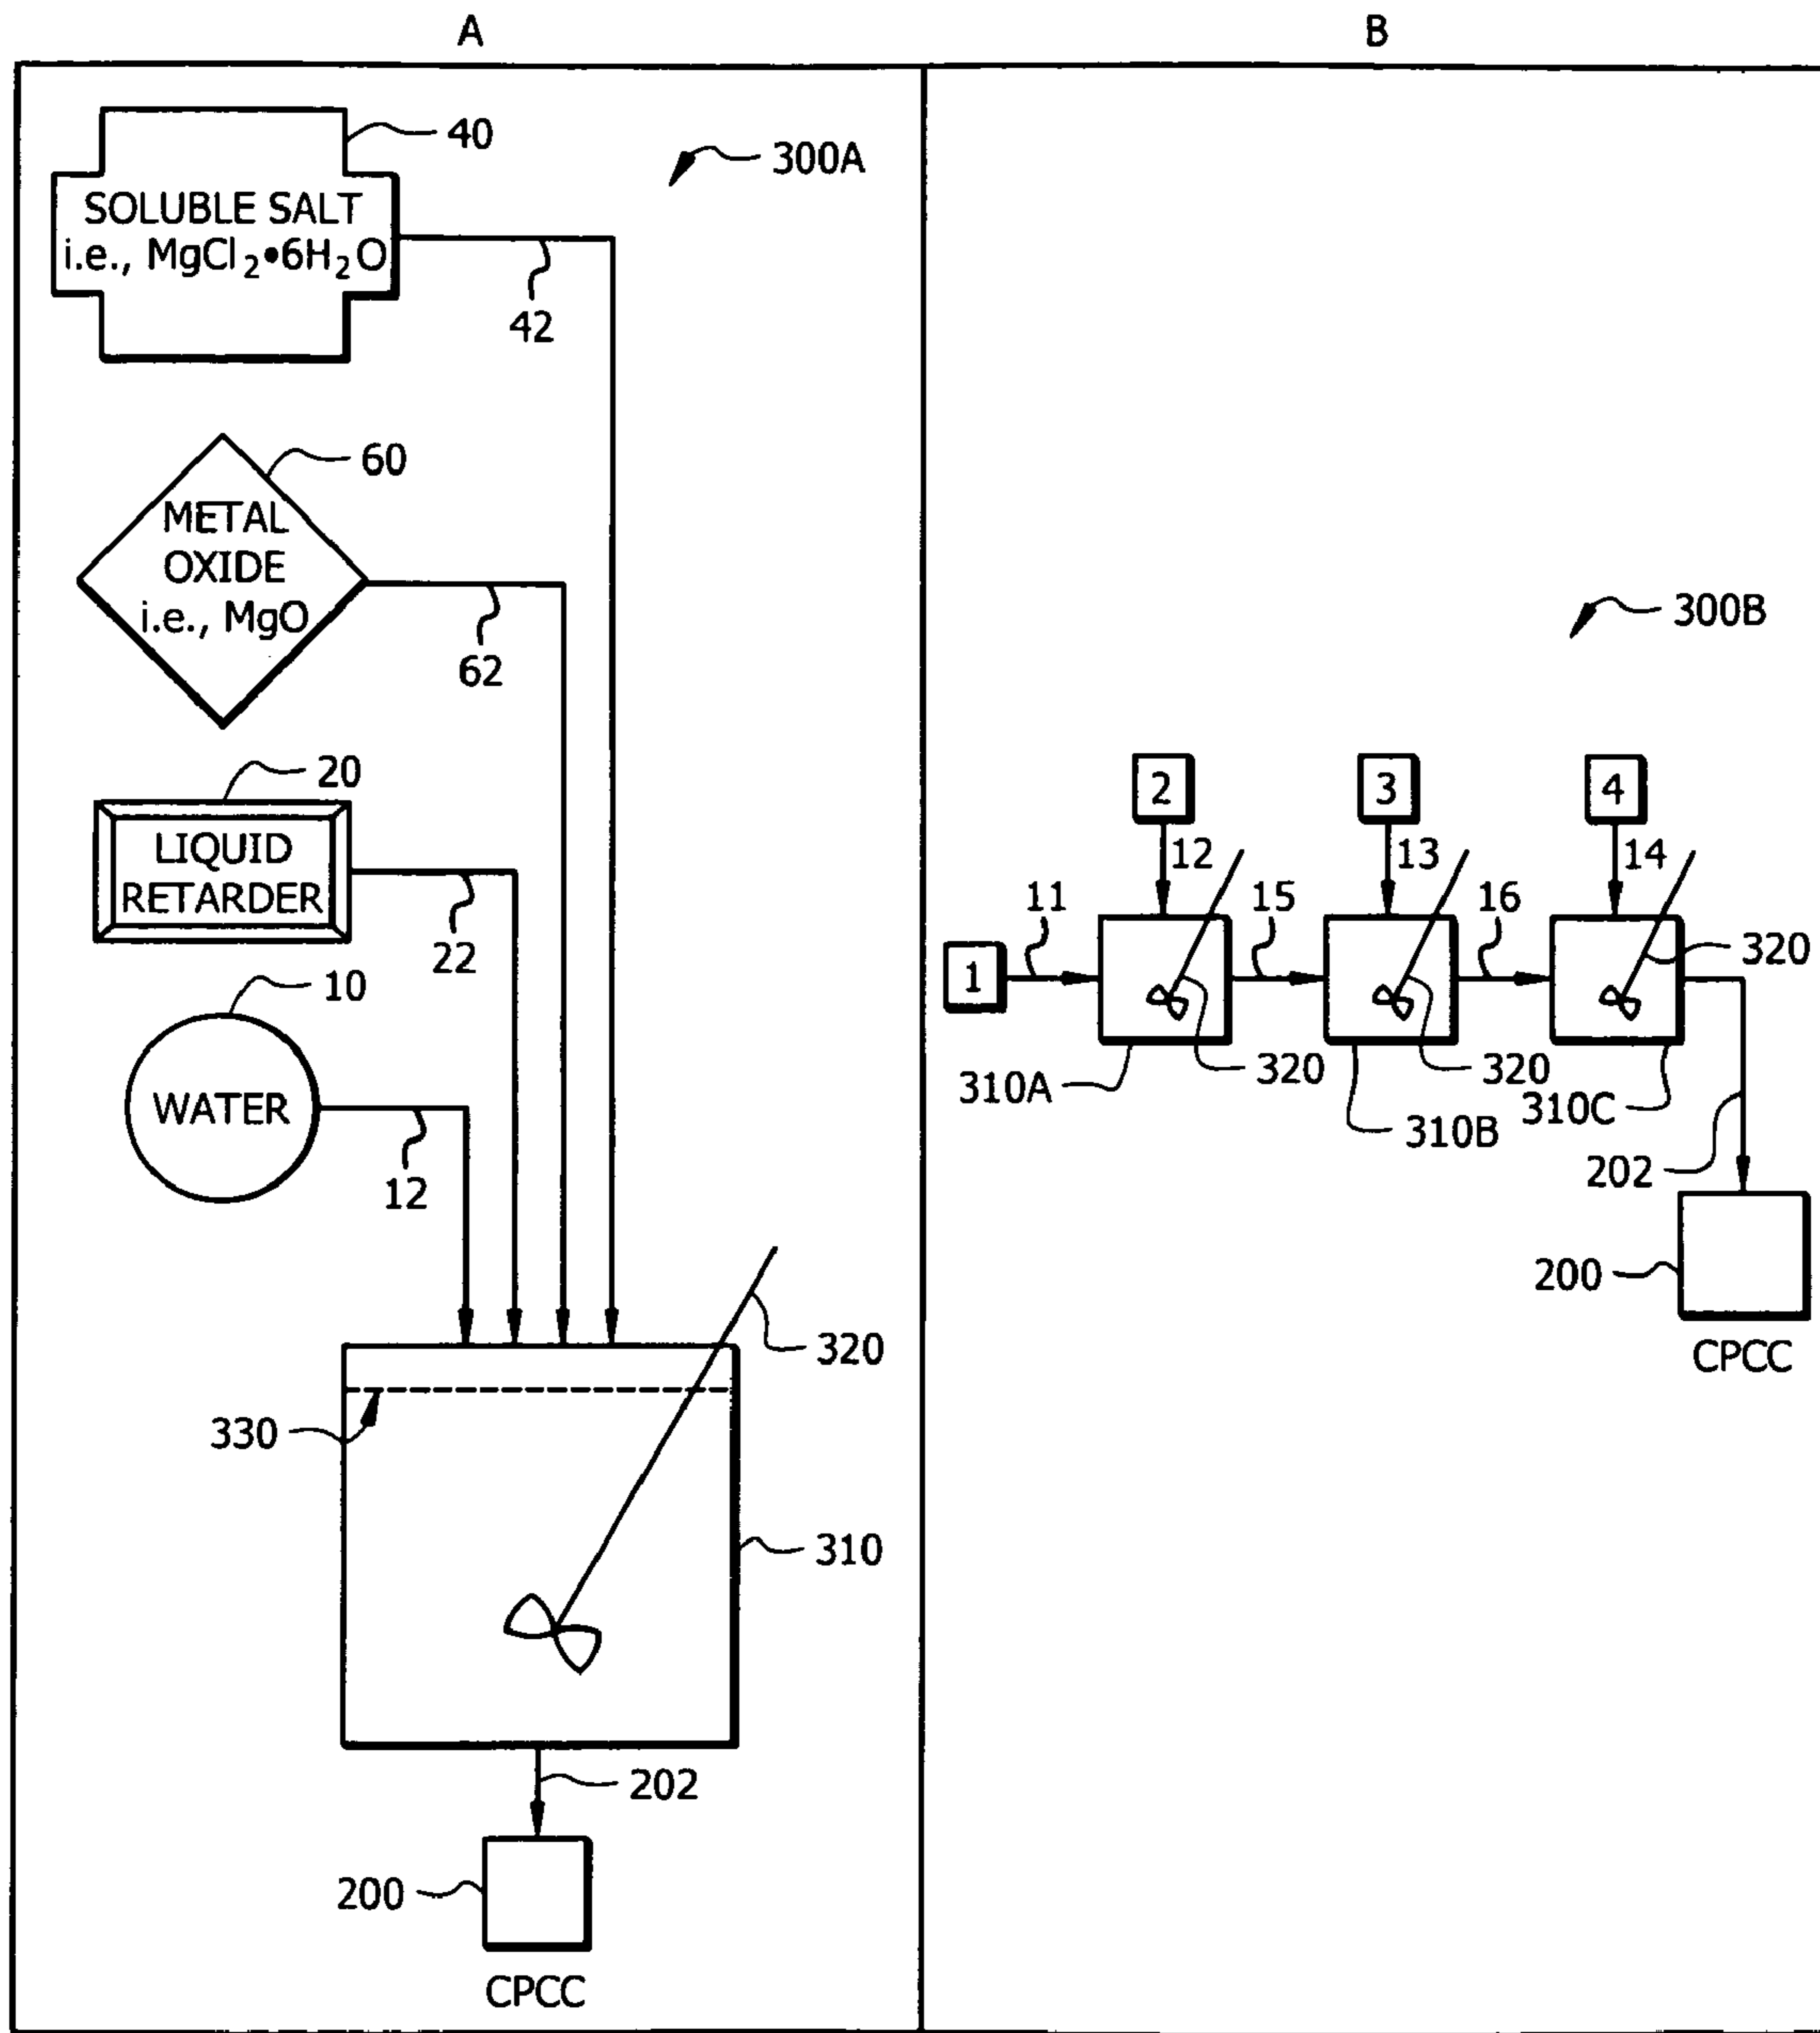 A
B
40
300A
SOLUBLE SALT
i.e., MgCl₂•6H₂O
42
60
METAL
OXIDE
i.e., MgO
62
20
LIQUID
RETARDER
22
10
WATER
12
320
330
310
202
200
CPCC
300B
2
3
4
12
13
14
11
15
16
1
320
310A
320
320
310B
310C
202
200
CPCC